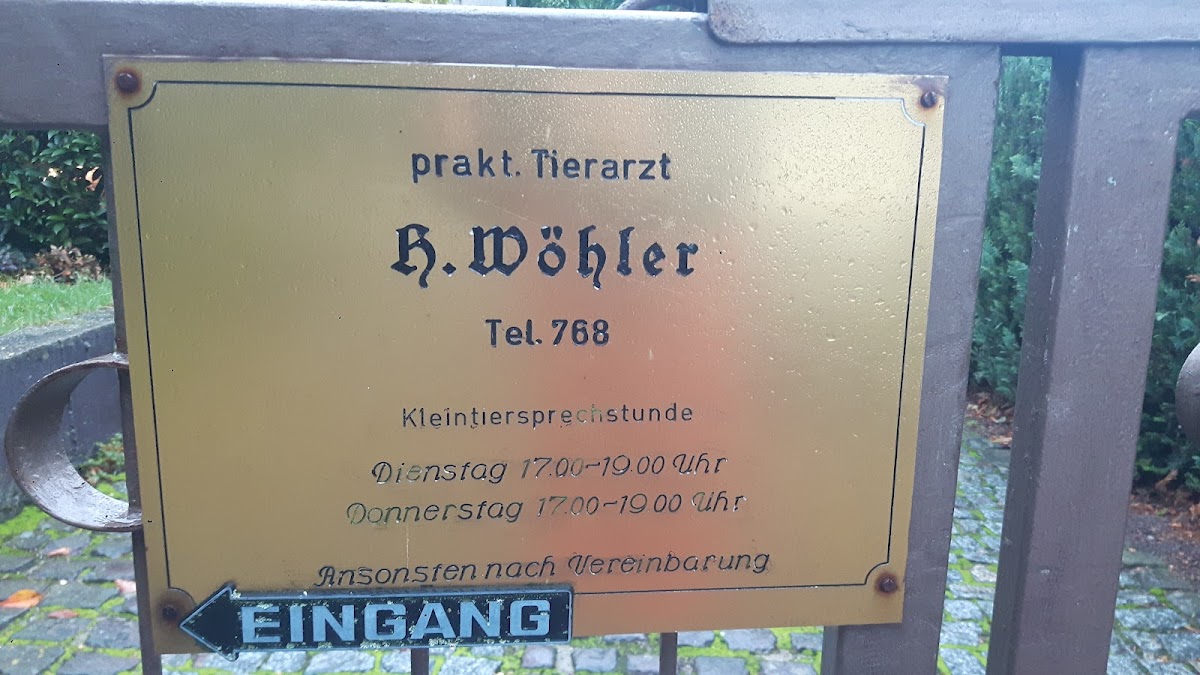 prakt. Tierarzt
H. Wöhler
Tel. 768
Kleintiersprechstunde
Dienstag 17.00-19.00 Uhr
Donnerstag 17.00-19.00 Uhr
Ansonsten nach Vereinbarung
EINGANG